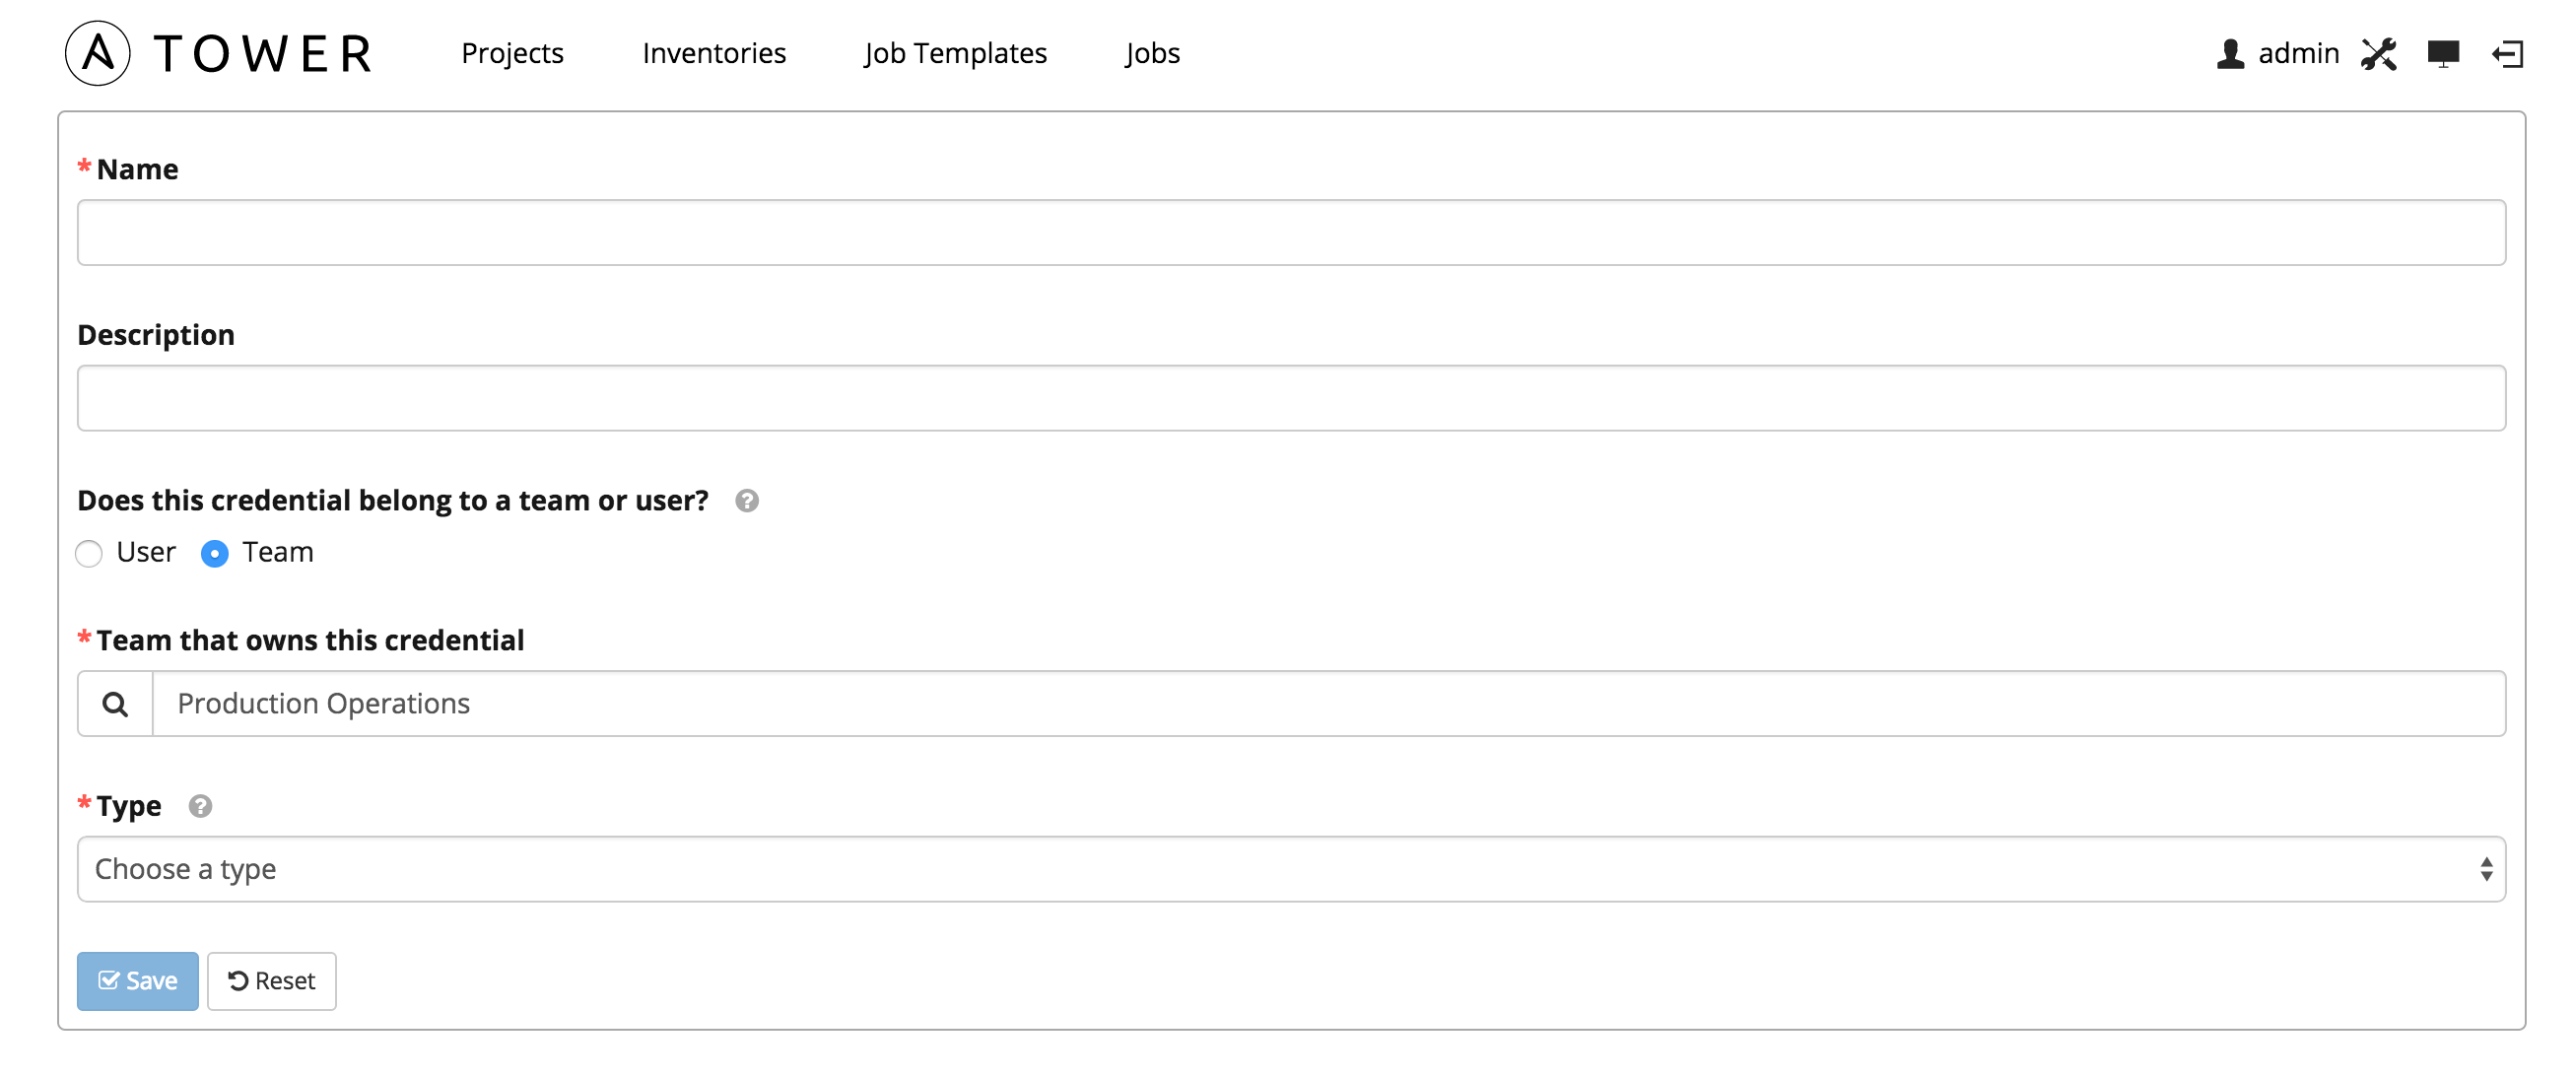 A TOWER Projects Inventories Job Templates Jobs admin
* Name
Description
Does this credential belong to a team or user? ?
User Team
* Team that owns this credential
Production Operations
* Type ?
Choose a type
Save Reset